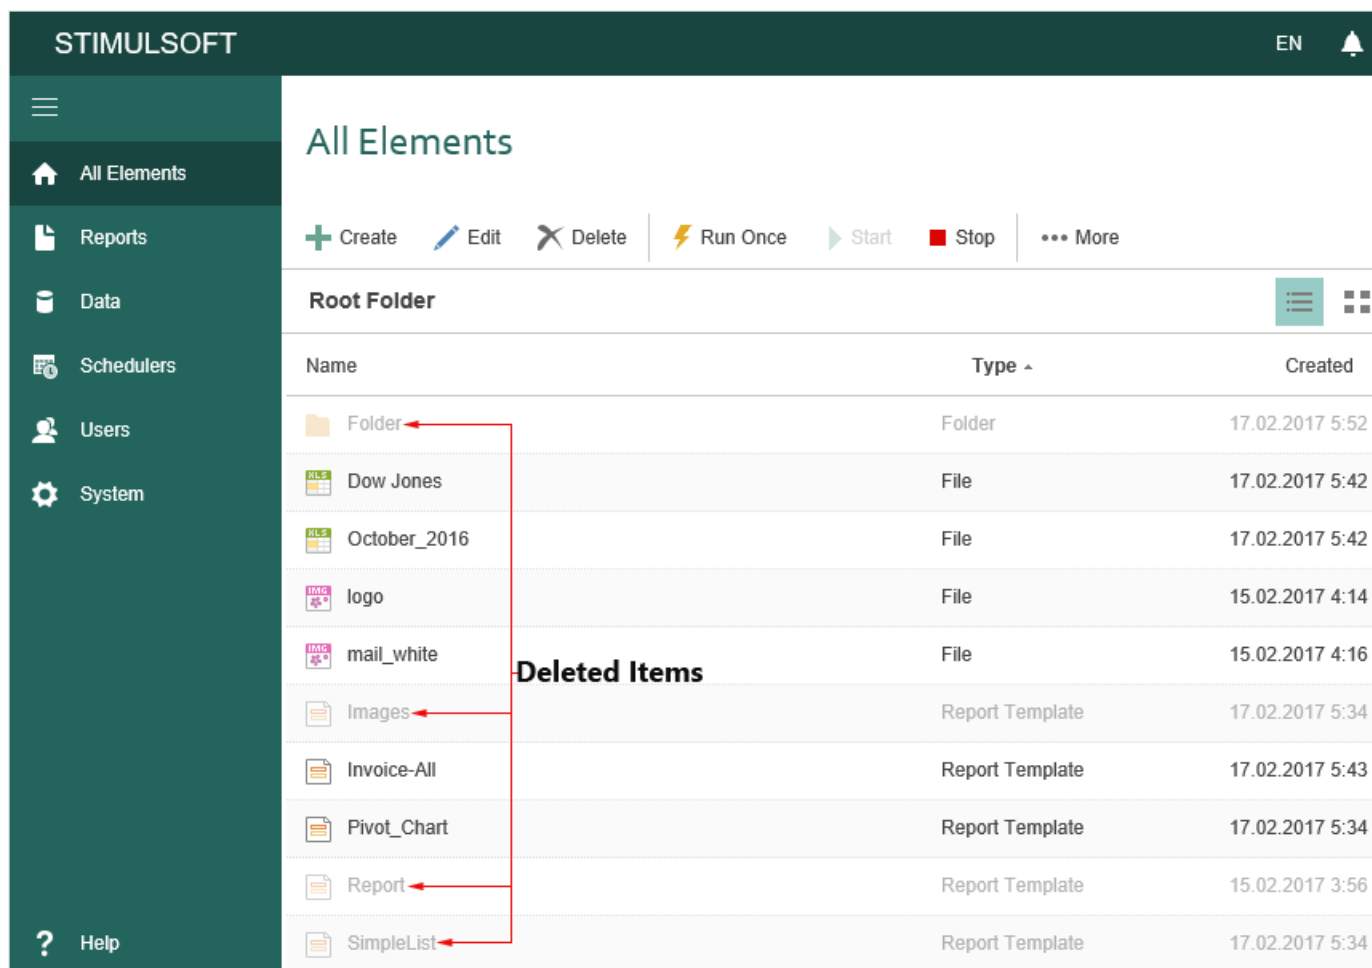 STIMULSOFT
EN
All Elements
Reports
Data
Schedulers
Users
System
Help
All Elements
Create Edit Delete Run Once Start Stop More
Root Folder
Name Type Created
Folder Folder 17.02.2017 5:52
XLS Dow Jones File 17.02.2017 5:42
XLS October_2016 File 17.02.2017 5:42
IMG logo File 15.02.2017 4:14
IMG mail_white File 15.02.2017 4:16
Deleted Items
Images Report Template 17.02.2017 5:34
Invoice-All Report Template 17.02.2017 5:43
Pivot_Chart Report Template 17.02.2017 5:34
Report Report Template 15.02.2017 3:56
SimpleList Report Template 17.02.2017 5:34